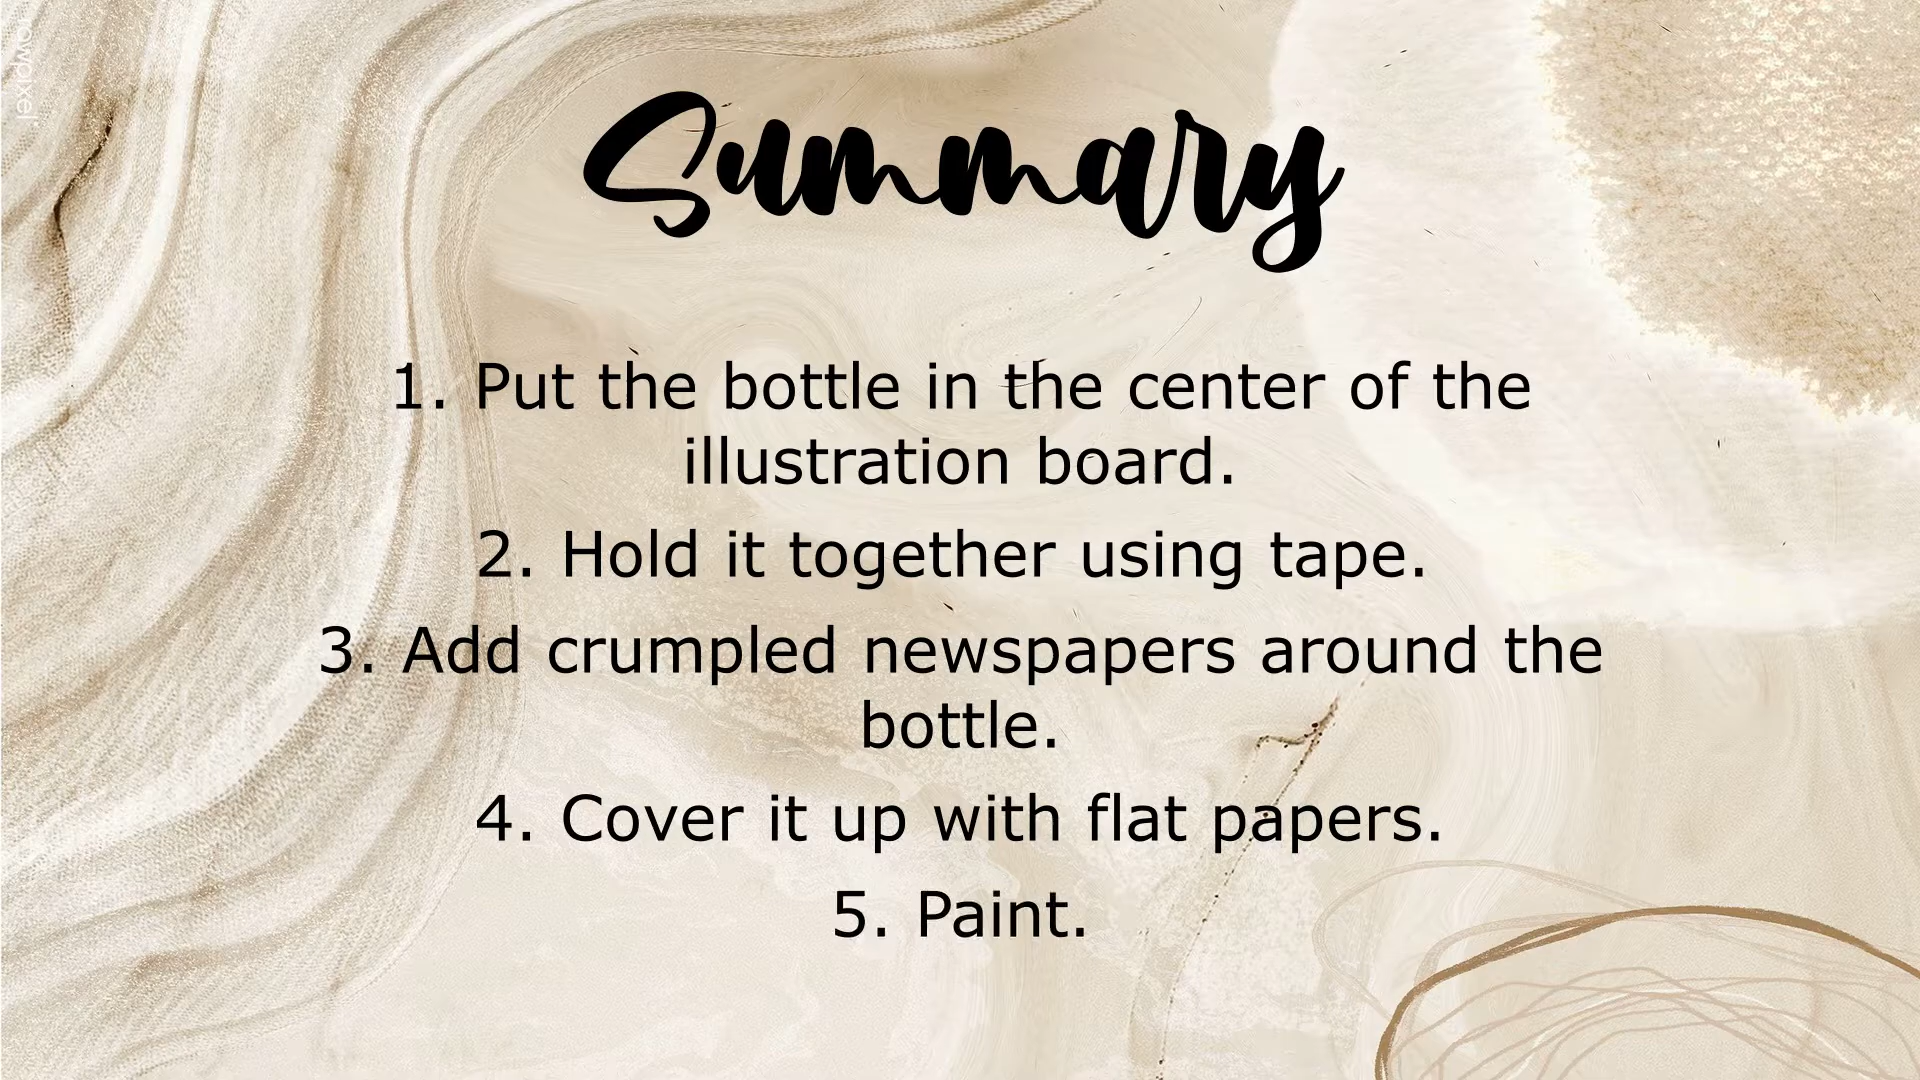 rawpixel
Summary
1. Put the bottle in the center of the
illustration board.
2. Hold it together using tape.
3. Add crumpled newspapers around the
bottle.
4. Cover it up with flat papers.
5. Paint.